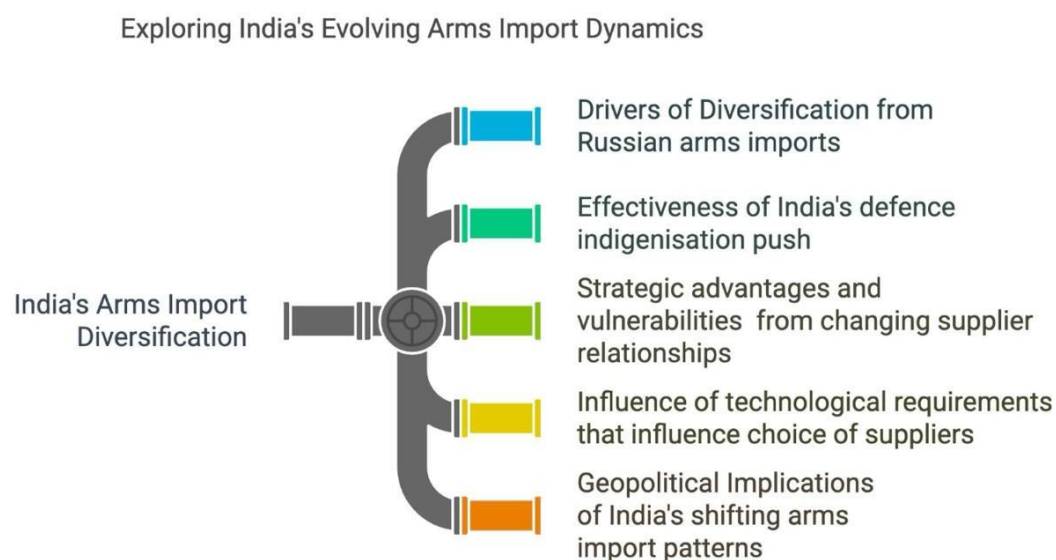 Exploring India's Evolving Arms Import Dynamics
Drivers of Diversification from
Russian arms imports
Effectiveness of India's defence
indigenisation push
India's Arms Import
Diversification
Strategic advantages and
vulnerabilities from changing supplier
relationships
Influence of technological requirements
that influence choice of suppliers
Geopolitical Implications
of India's shifting arms
import patterns